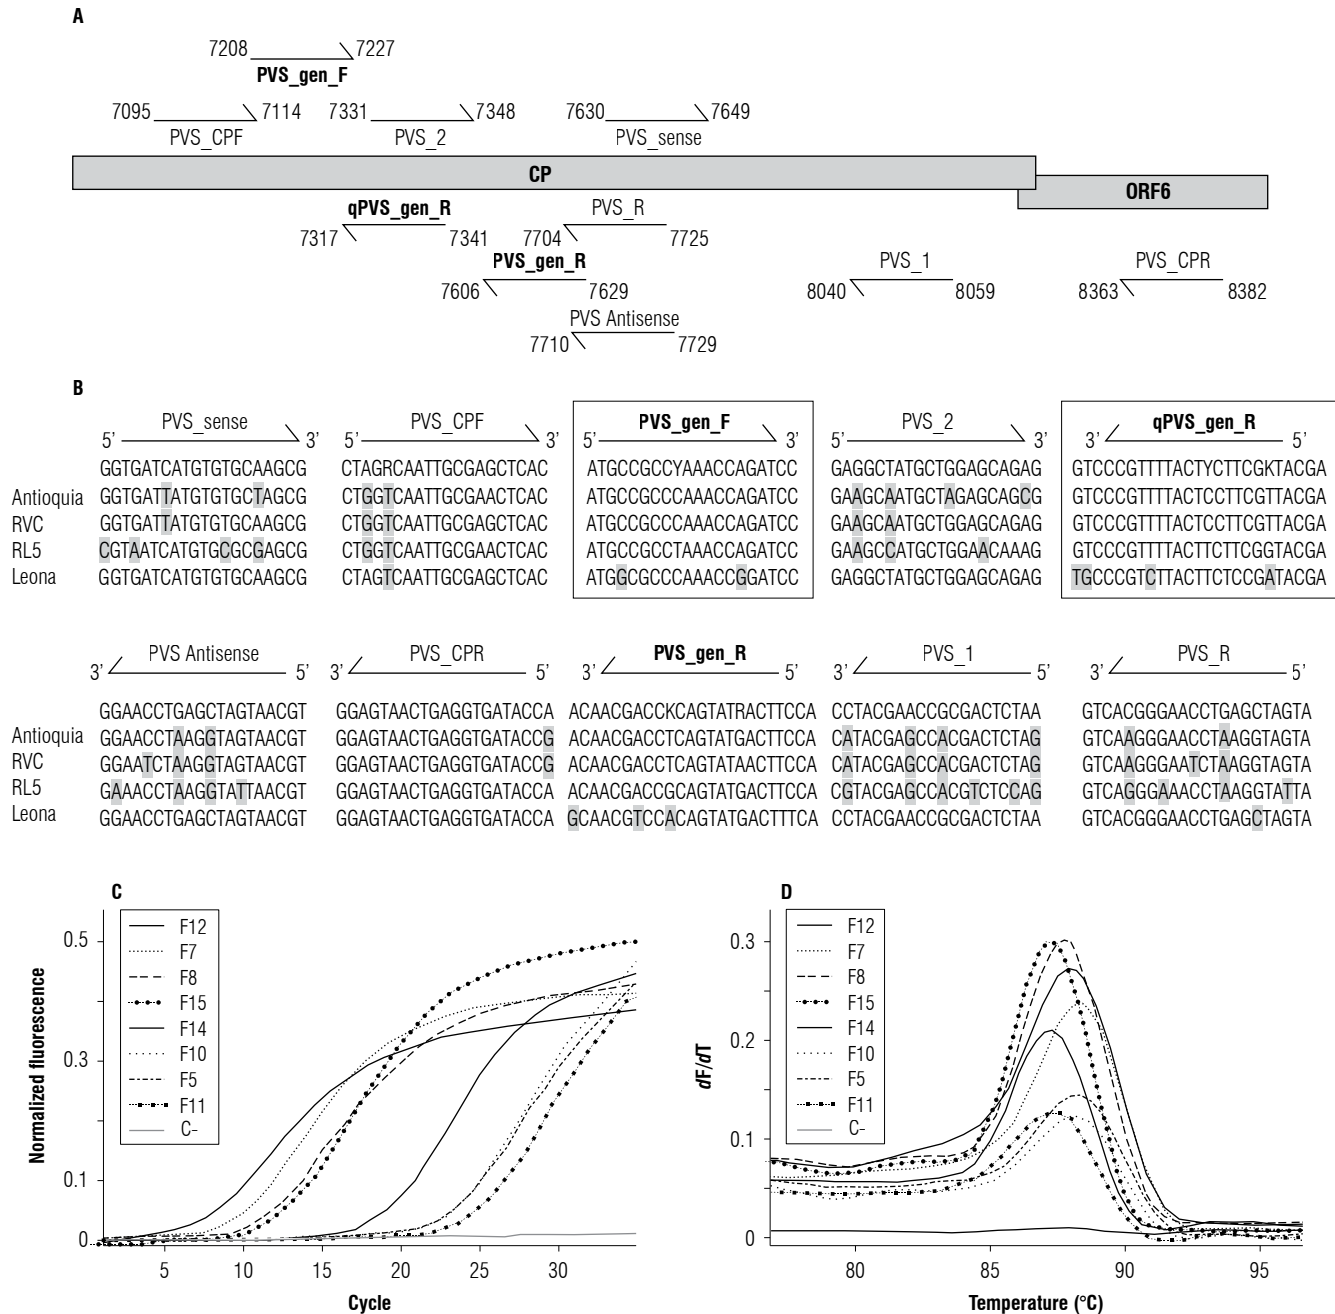 A
7208 7227
PVS_gen_F
7095 7114 7331 7348 7630 7649
PVS_CPF PVS_2 PVS_sense
CP
ORF6
qPVS_gen_R PVS_R
7317 7341 7704 7725
PVS_gen_R PVS_1 PVS_CPR
7606 7629 8040 8059 8363 8382
PVS Antisense
7710 7729
B
PVS_sense PVS_CPF PVS_gen_F PVS_2 qPVS_gen_R
5’ 3’ 5’ 3’ 5’ 3’ 5’ 3’ 3’ 5’
GGTGATCATGTGTGCAAGCG CTAGRCAATTGCGAGCTCAC ATGCCGCCYAAACCAGATCC GAGGCTATGCTGGAGCAGAG GTCCCGTTTTACTYCTTCGKTACGA
Antioquia GGTGATTATGTGTGCTAGCG CTGGTCAATTGCGAACTCAC ATGCCGCCCAAACCAGATCC GAAGCAATGCTAGAGCAGCG GTCCCGTTTTACTCCTTCGTTACGA
RVC GGTGATTATGTGTGCAAGCG CTGGTCAATTGCGAGCTCAC ATGCCGCCCAAACCAGATCC GAAGCAATGCTGGAGCAGAG GTCCCGTTTTACTCCTTCGTTACGA
RL5 CGTAATCATGTGCGCGAGCG CTGGTCAATTGCGAACTCAC ATGCCGCCTAAACCAGATCC GAAGCCATGCTGGAACAAAG GTCCCGTTTTACTTCTTCGGTACGA
Leona GGTGATCATGTGTGCAAGCG CTAGTCAATTGCGAGCTCAC ATGGCGCCCAAACCGGATCC GAGGCTATGCTGGAGCAGAG TGCCCGTCTTACTTCTCCGATACGA
PVS Antisense PVS_CPR PVS_gen_R PVS_1 PVS_R
3’ 5’ 3’ 5’ 3’ 5’ 3’ 5’ 3’ 5’
GGAACCTGAGCTAGTAACGT GGAGTAACTGAGGTGATACCA ACAACGACCKCAGTATRACTTCCA CCTACGAACCGCGACTCTAA GTCACGGGAACCTGAGCTAGTA
Antioquia GGAACCTAAGGTAGTAACGT GGAGTAACTGAGGTGATACCG ACAACGACCTCAGTATGACTTCCA CATACGAGCCACGACTCTAG GTCAAGGGAACCTAAGGTAGTA
RVC GGAATCTAAGGTAGTAACGT GGAGTAACTGAGGTGATACCG ACAACGACCTCAGTATAACTTCCA CATACGAGCCACGACTCTAG GTCAAGGGAATCTAAGGTAGTA
RL5 GAAACCTAAGGTATTAACGT GGAGTAACTGAGGTGATACCA ACAACGACCGCAGTATGACTTCCA CGTACGAGCCACGTCTCCAG GTCAGGGAAACCTAAGGTATTA
Leona GGAACCTGAGCTAGTAACGT GGAGTAACTGAGGTGATACCA GCAACGTCCACAGTATGACTTTCA CCTACGAACCGCGACTCTAA GTCACGGGAACCTGAGCTAGTA
C
F12
F7
F8
F15
F14
F10
F5
F11
C-
0.5
0.3
0.1
0
Normalized fluorescence
5 10 15 20 25 30
Cycle
D
F12
F7
F8
F15
F14
F10
F5
F11
C-
0.3
0.2
0.1
0
dF/dT
80 85 90 95
Temperature (°C)